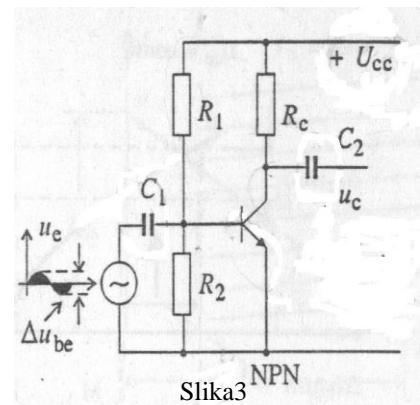 + Ucc
R1
Rc
C2
C1
uc
ue
~
R2
Δube
NPN
Slika3